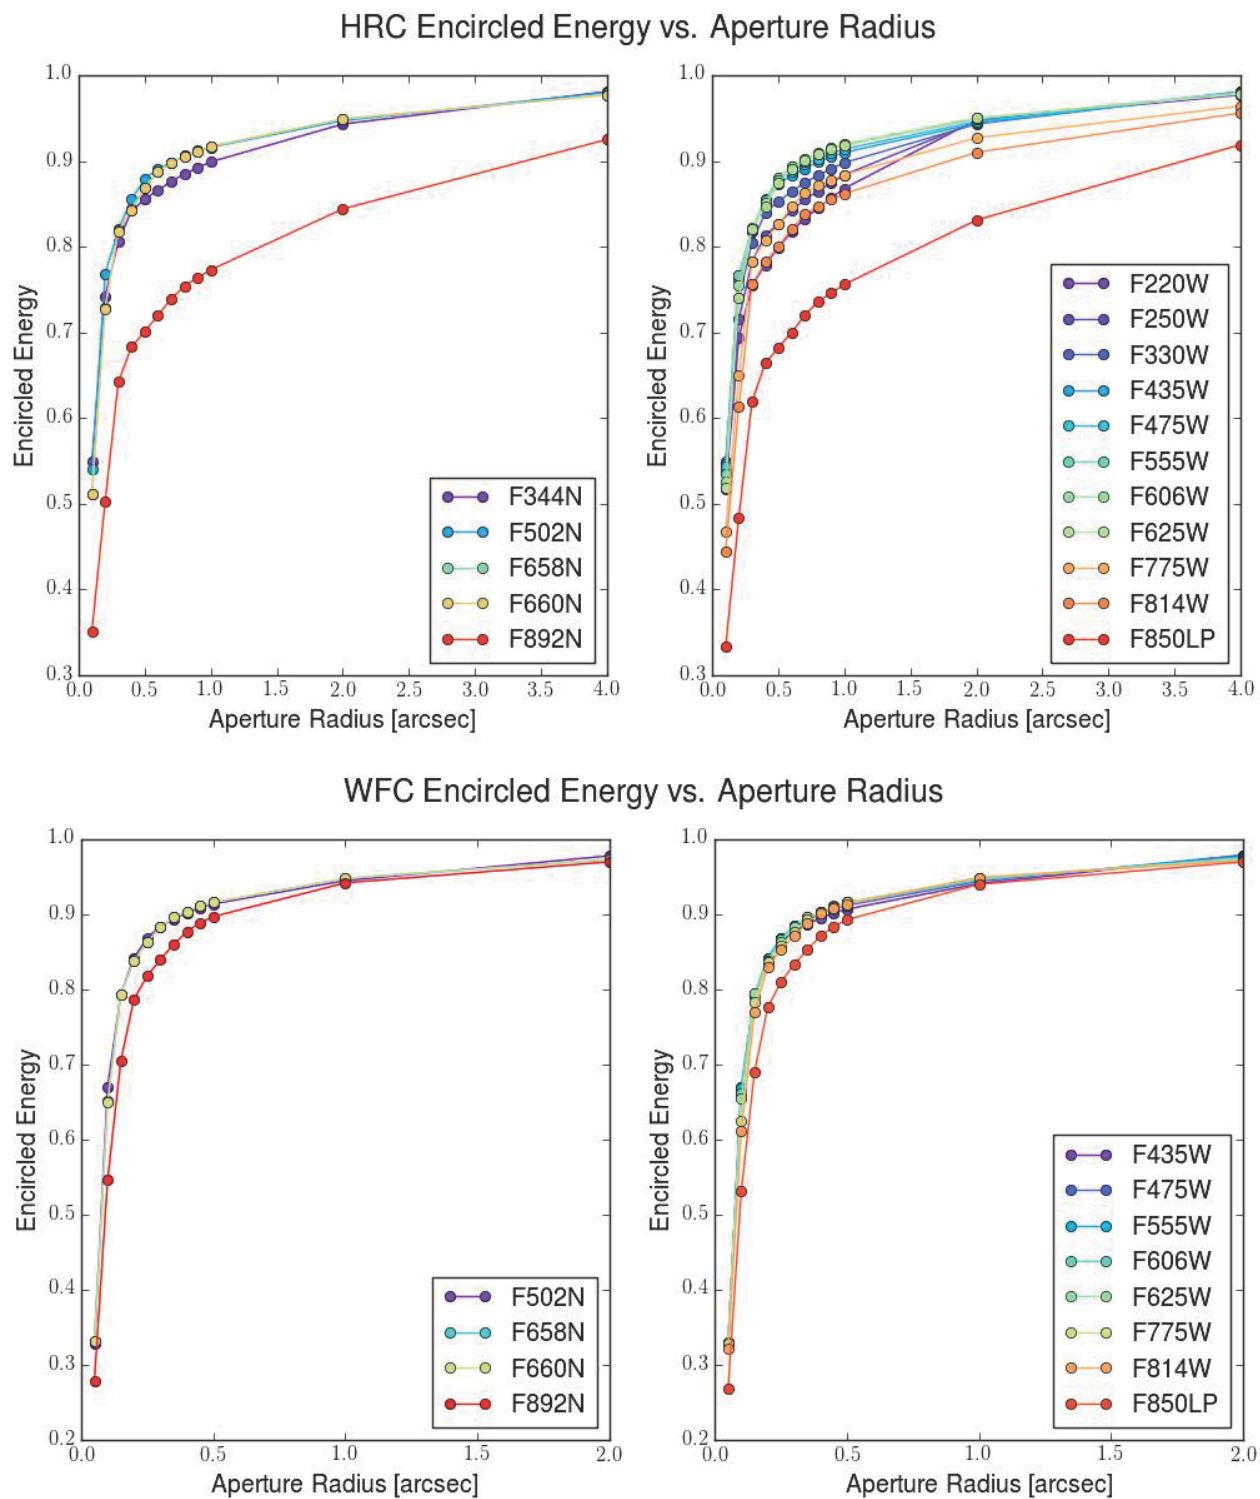 HRC Encircled Energy vs. Aperture Radius
1.0
0.9
0.8
0.7
0.6
0.5
0.4
0.3
Encircled Energy
F344N
F502N
F658N
F660N
F892N
0.0 0.5 1.0 1.5 2.0 2.5 3.0 3.5 4.0
Aperture Radius [arcsec]
1.0
0.9
0.8
0.7
0.6
0.5
0.4
0.3
Encircled Energy
F220W
F250W
F330W
F435W
F475W
F555W
F606W
F625W
F775W
F814W
F850LP
0.0 0.5 1.0 1.5 2.0 2.5 3.0 3.5 4.0
Aperture Radius [arcsec]
WFC Encircled Energy vs. Aperture Radius
1.0
0.9
0.8
0.7
0.6
0.5
0.4
0.3
0.2
Encircled Energy
F502N
F658N
F660N
F892N
0.0 0.5 1.0 1.5 2.0
Aperture Radius [arcsec]
1.0
0.9
0.8
0.7
0.6
0.5
0.4
0.3
0.2
Encircled Energy
F435W
F475W
F555W
F606W
F625W
F775W
F814W
F850LP
0.0 0.5 1.0 1.5 2.0
Aperture Radius [arcsec]